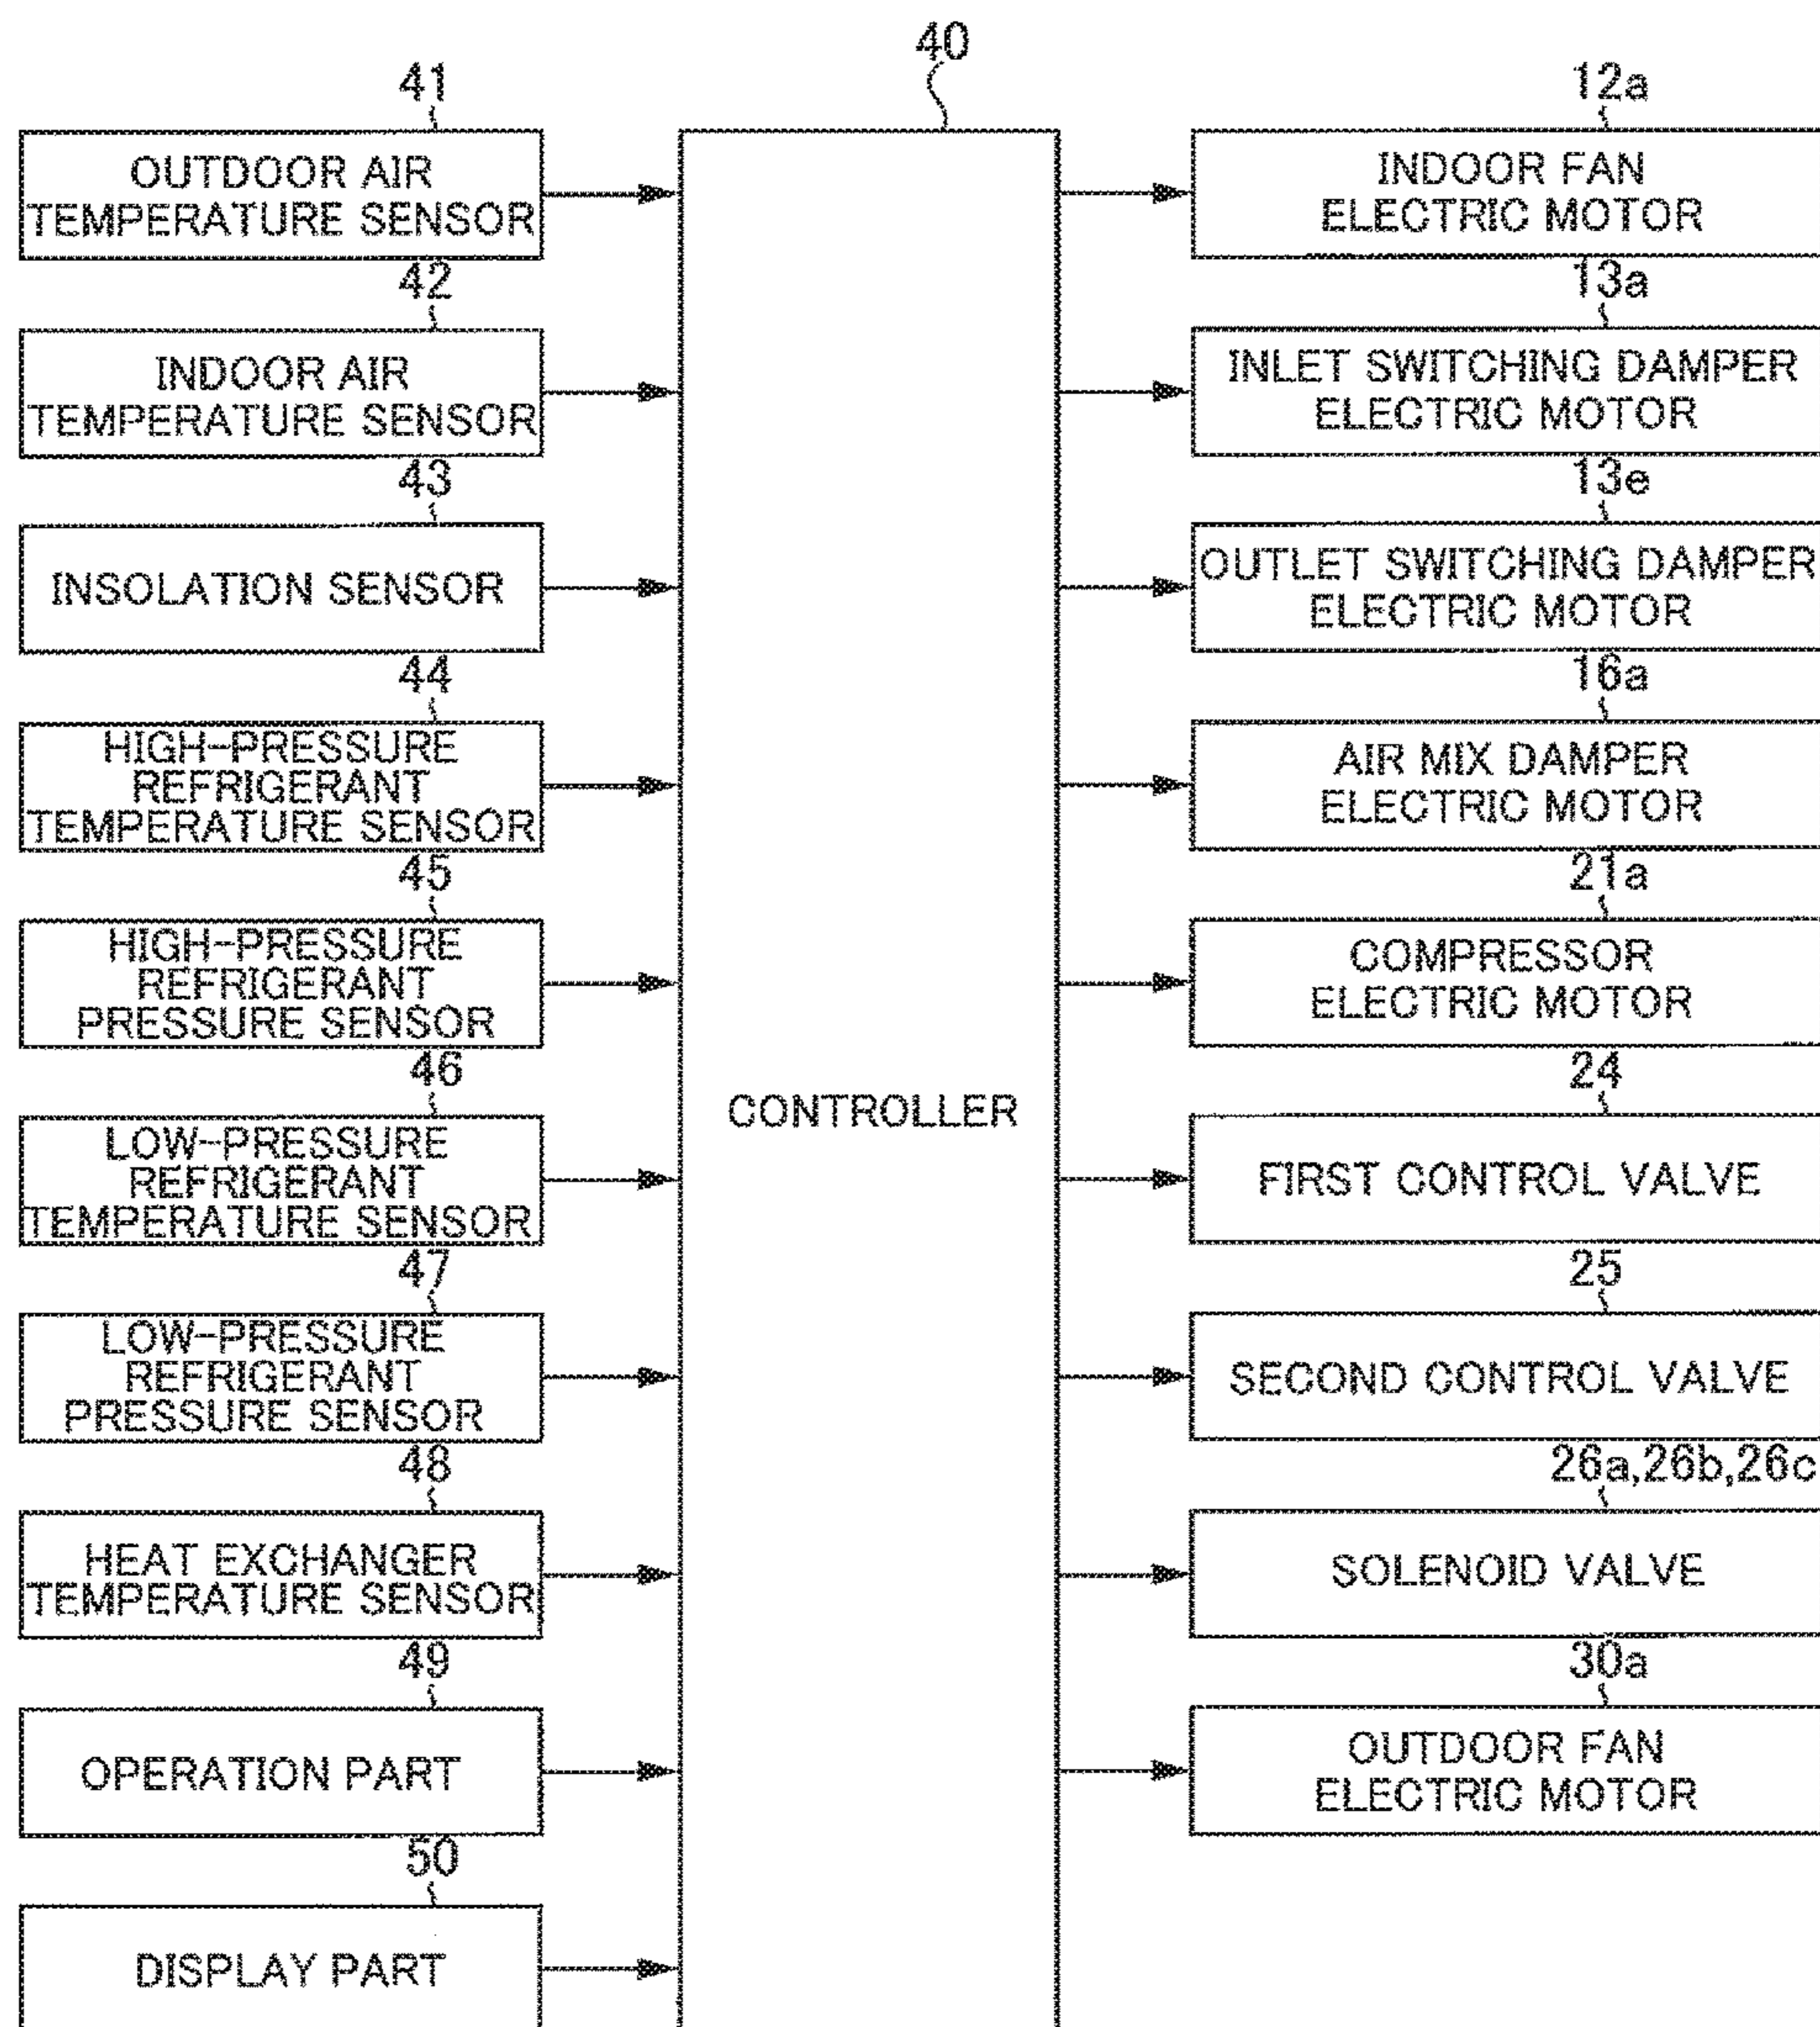 40
41
OUTDOOR AIR
TEMPERATURE SENSOR
42
INDOOR AIR
TEMPERATURE SENSOR
43
INSOLATION SENSOR
44
HIGH-PRESSURE
REFRIGERANT
TEMPERATURE SENSOR
45
HIGH-PRESSURE
REFRIGERANT
PRESSURE SENSOR
46
LOW-PRESSURE
REFRIGERANT
TEMPERATURE SENSOR
47
LOW-PRESSURE
REFRIGERANT
PRESSURE SENSOR
48
HEAT EXCHANGER
TEMPERATURE SENSOR
49
OPERATION PART
50
DISPLAY PART
CONTROLLER
12a
INDOOR FAN
ELECTRIC MOTOR
13a
INLET SWITCHING DAMPER
ELECTRIC MOTOR
13e
OUTLET SWITCHING DAMPER
ELECTRIC MOTOR
16a
AIR MIX DAMPER
ELECTRIC MOTOR
21a
COMPRESSOR
ELECTRIC MOTOR
24
FIRST CONTROL VALVE
25
SECOND CONTROL VALVE
26a,26b,26c
SOLENOID VALVE
30a
OUTDOOR FAN
ELECTRIC MOTOR